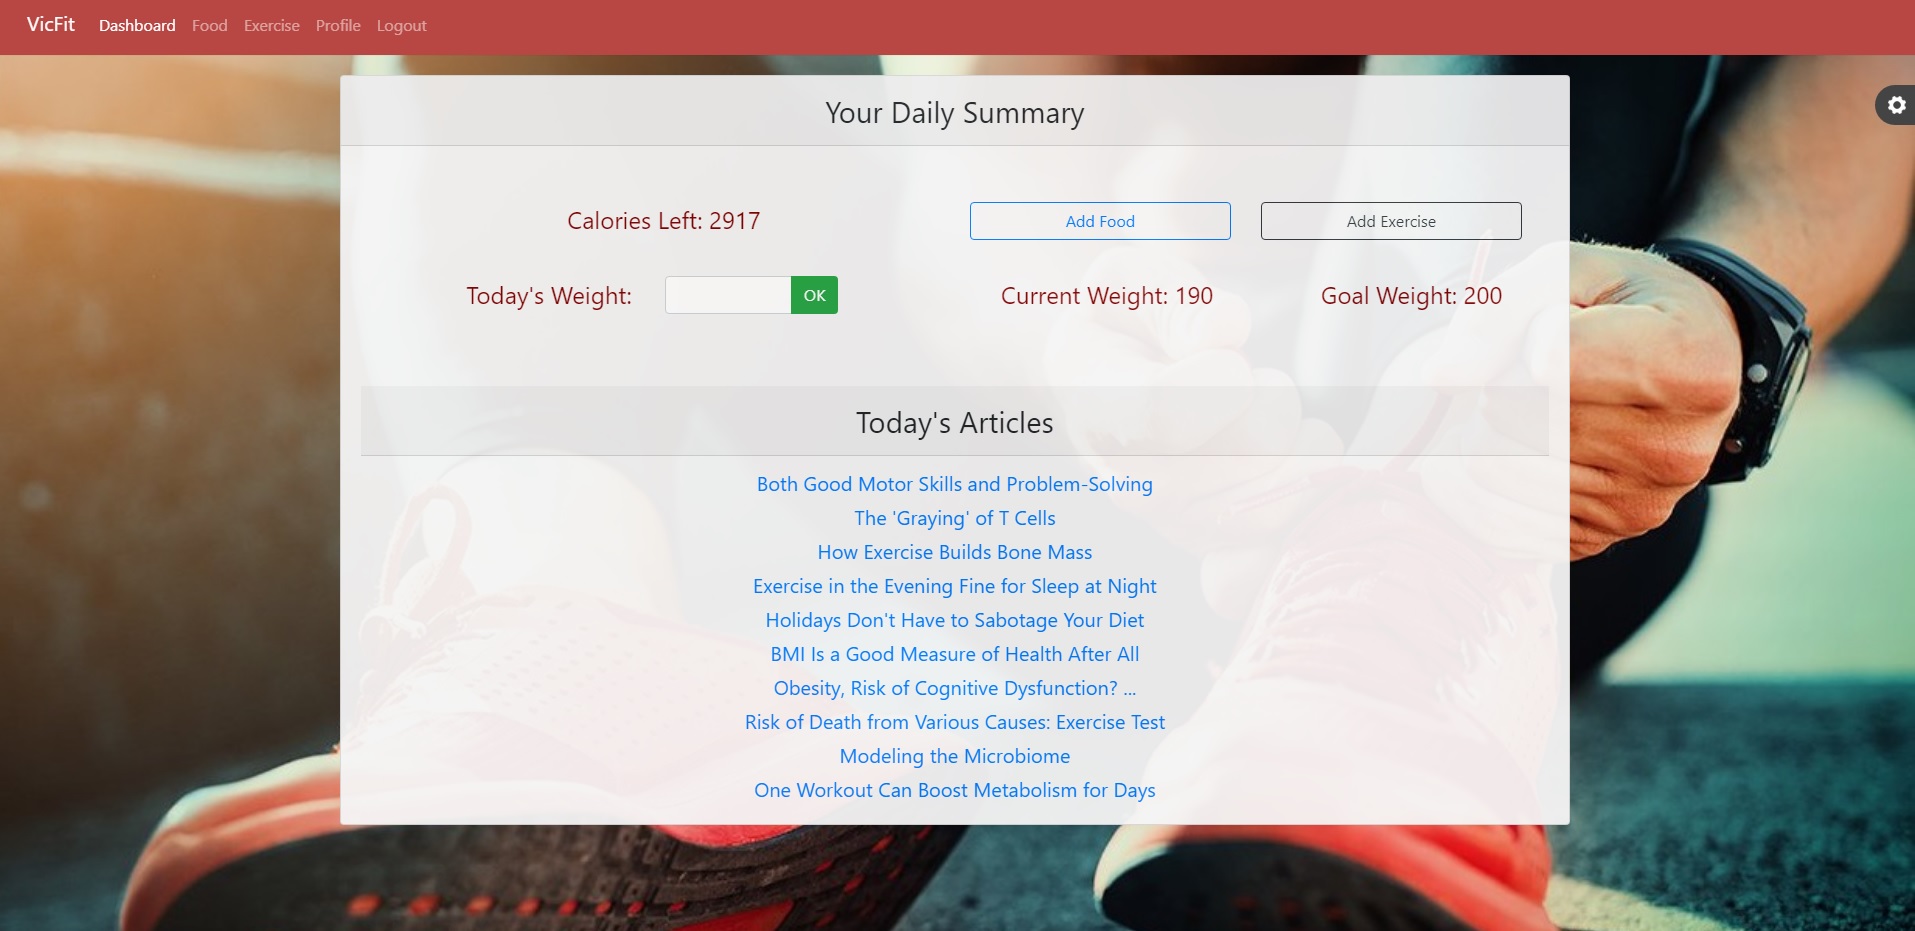 VicFit Dashboard Food Exercise Profile Logout
Your Daily Summary
Calories Left: 2917 Add Food Add Exercise
Today's Weight: OK Current Weight: 190 Goal Weight: 200
Today's Articles
Both Good Motor Skills and Problem-Solving
The 'Graying' of T Cells
How Exercise Builds Bone Mass
Exercise in the Evening Fine for Sleep at Night
Holidays Don't Have to Sabotage Your Diet
BMI Is a Good Measure of Health After All
Obesity, Risk of Cognitive Dysfunction? ...
Risk of Death from Various Causes: Exercise Test
Modeling the Microbiome
One Workout Can Boost Metabolism for Days